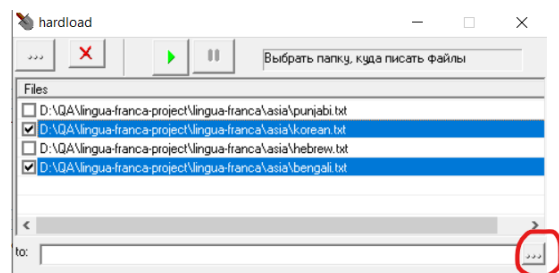 hardload
...
Выбрать папку, куда писать файлы
Files
D:\QA\lingua-franca-project\lingua-franca\asia\punjabi.txt
D:\QA\lingua-franca-project\lingua-franca\asia\korean.txt
D:\QA\lingua-franca-project\lingua-franca\asia\hebrew.txt
D:\QA\lingua-franca-project\lingua-franca\asia\bengali.txt
to: ...